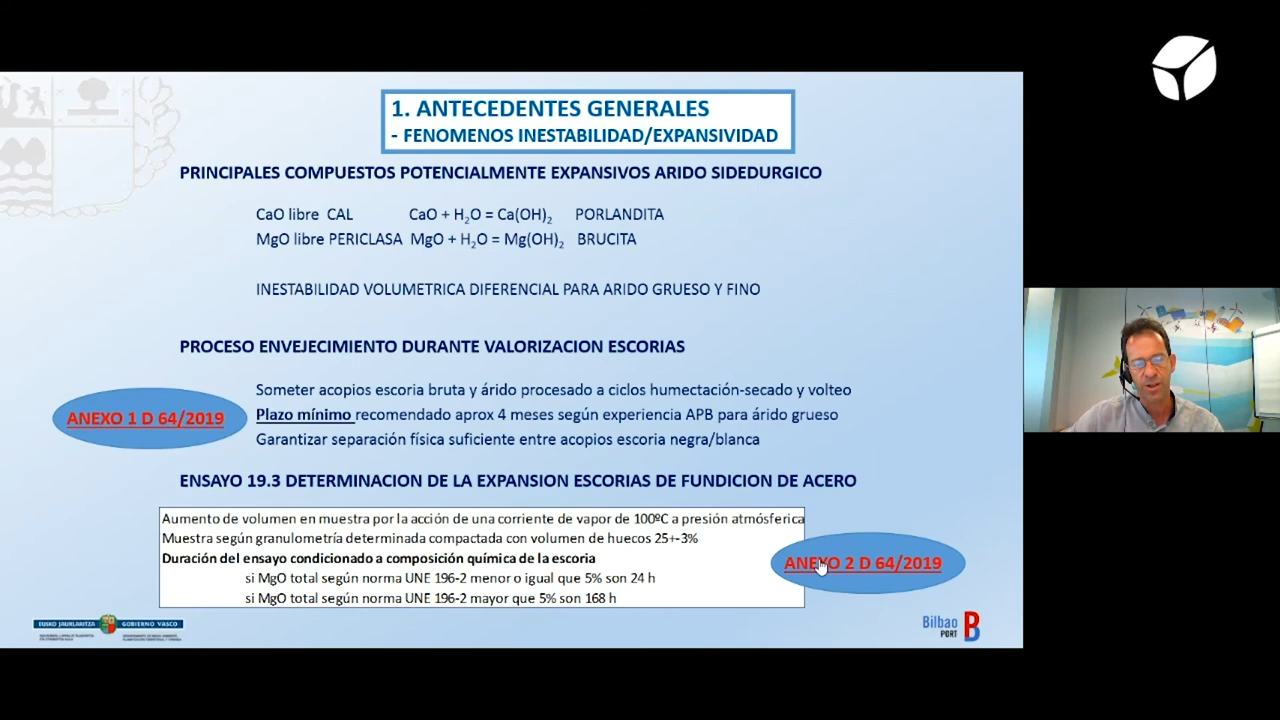 1. ANTECEDENTES GENERALES
- FENOMENOS INESTABILIDAD/EXPANSIVIDAD
PRINCIPALES COMPUESTOS POTENCIALMENTE EXPANSIVOS ARIDO SIDEDURGICO
CaO libre CAL CaO + H₂O = Ca(OH)₂ PORLANDITA
MgO libre PERICLASA MgO + H₂O = Mg(OH)₂ BRUCITA
INESTABILIDAD VOLUMETRICA DIFERENCIAL PARA ARIDO GRUESO Y FINO
PROCESO ENVEJECIMIENTO DURANTE VALORIZACION ESCORIAS
Someter acopios escoria bruta y árido procesado a ciclos humectación-secado y volteo
ANEXO 1 D 64/2019
Plazo mínimo recomendado aprox 4 meses según experiencia APB para árido grueso
Garantizar separación física suficiente entre acopios escoria negra/blanca
ENSAYO 19.3 DETERMINACION DE LA EXPANSION ESCORIAS DE FUNDICION DE ACERO
Aumento de volumen en muestra por la acción de una corriente de vapor de 100ºC a presión atmósferica
Muestra según granulometría determinada compactada con volumen de huecos 25+-3%
Duración del ensayo condicionado a composición química de la escoria
si MgO total según norma UNE 196-2 menor o igual que 5% son 24 h
si MgO total según norma UNE 196-2 mayor que 5% son 168 h
ANEXO 2 D 64/2019
EUSKO JAURLARITZA GOBIERNO VASCO
Bilbao
PORT
B